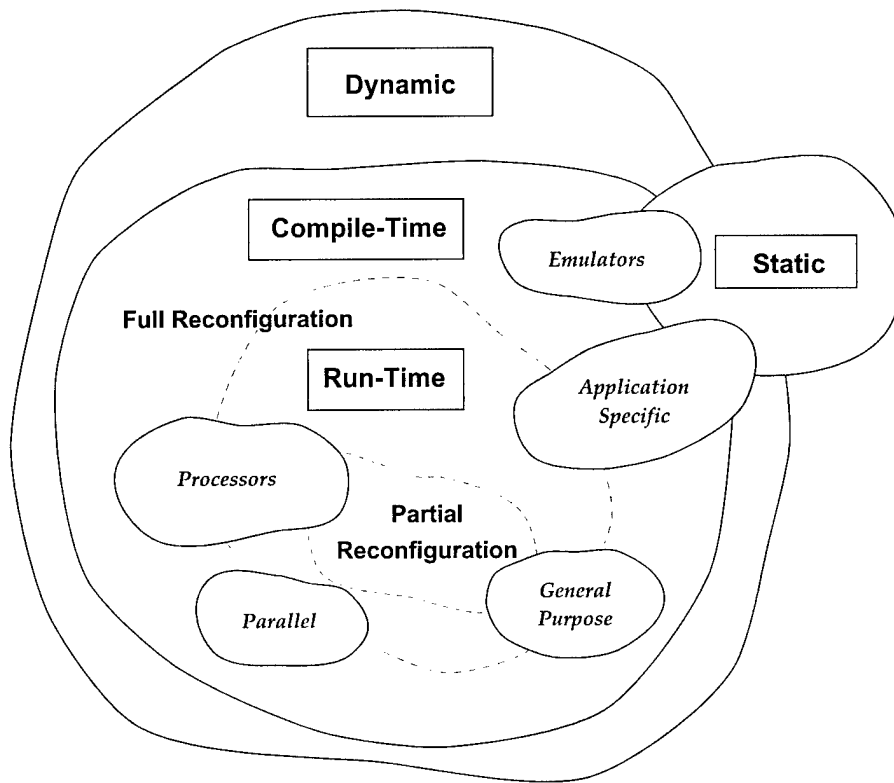 Dynamic
Compile-Time
Emulators
Static
Full Reconfiguration
Run-Time
Application
Specific
Processors
Partial
Reconfiguration
General
Purpose
Parallel